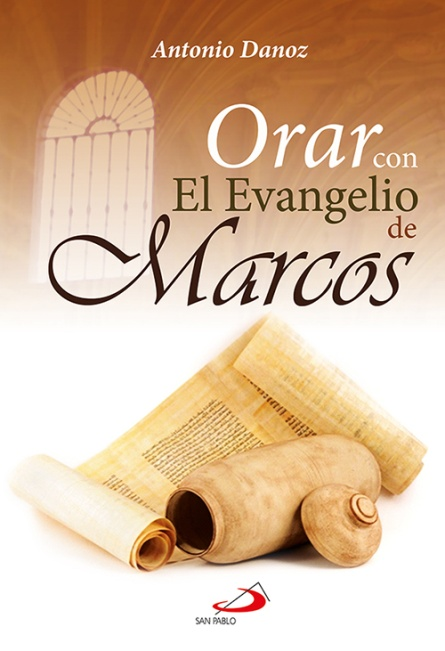 Antonio Danoz
Orar con
El Evangelio
de
Marcos
SAN PABLO